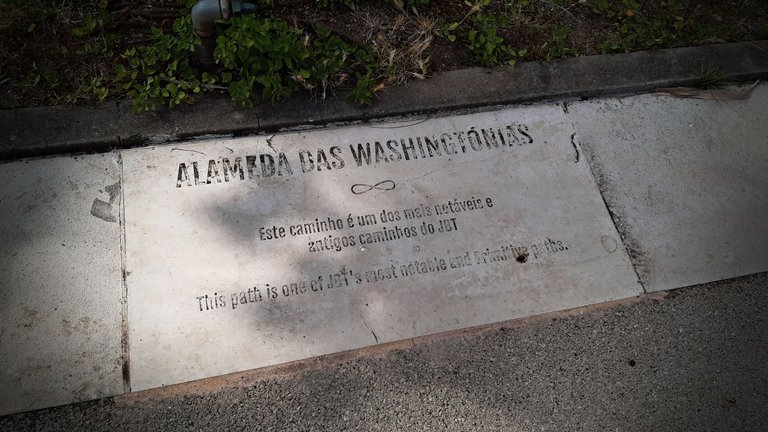 ALAMEDA DAS WASHINGTÓNIAS
Este caminho é um dos mais notáveis e
antigos caminhos do JBT
This path is one of JBT's most notable and Primitive paths.